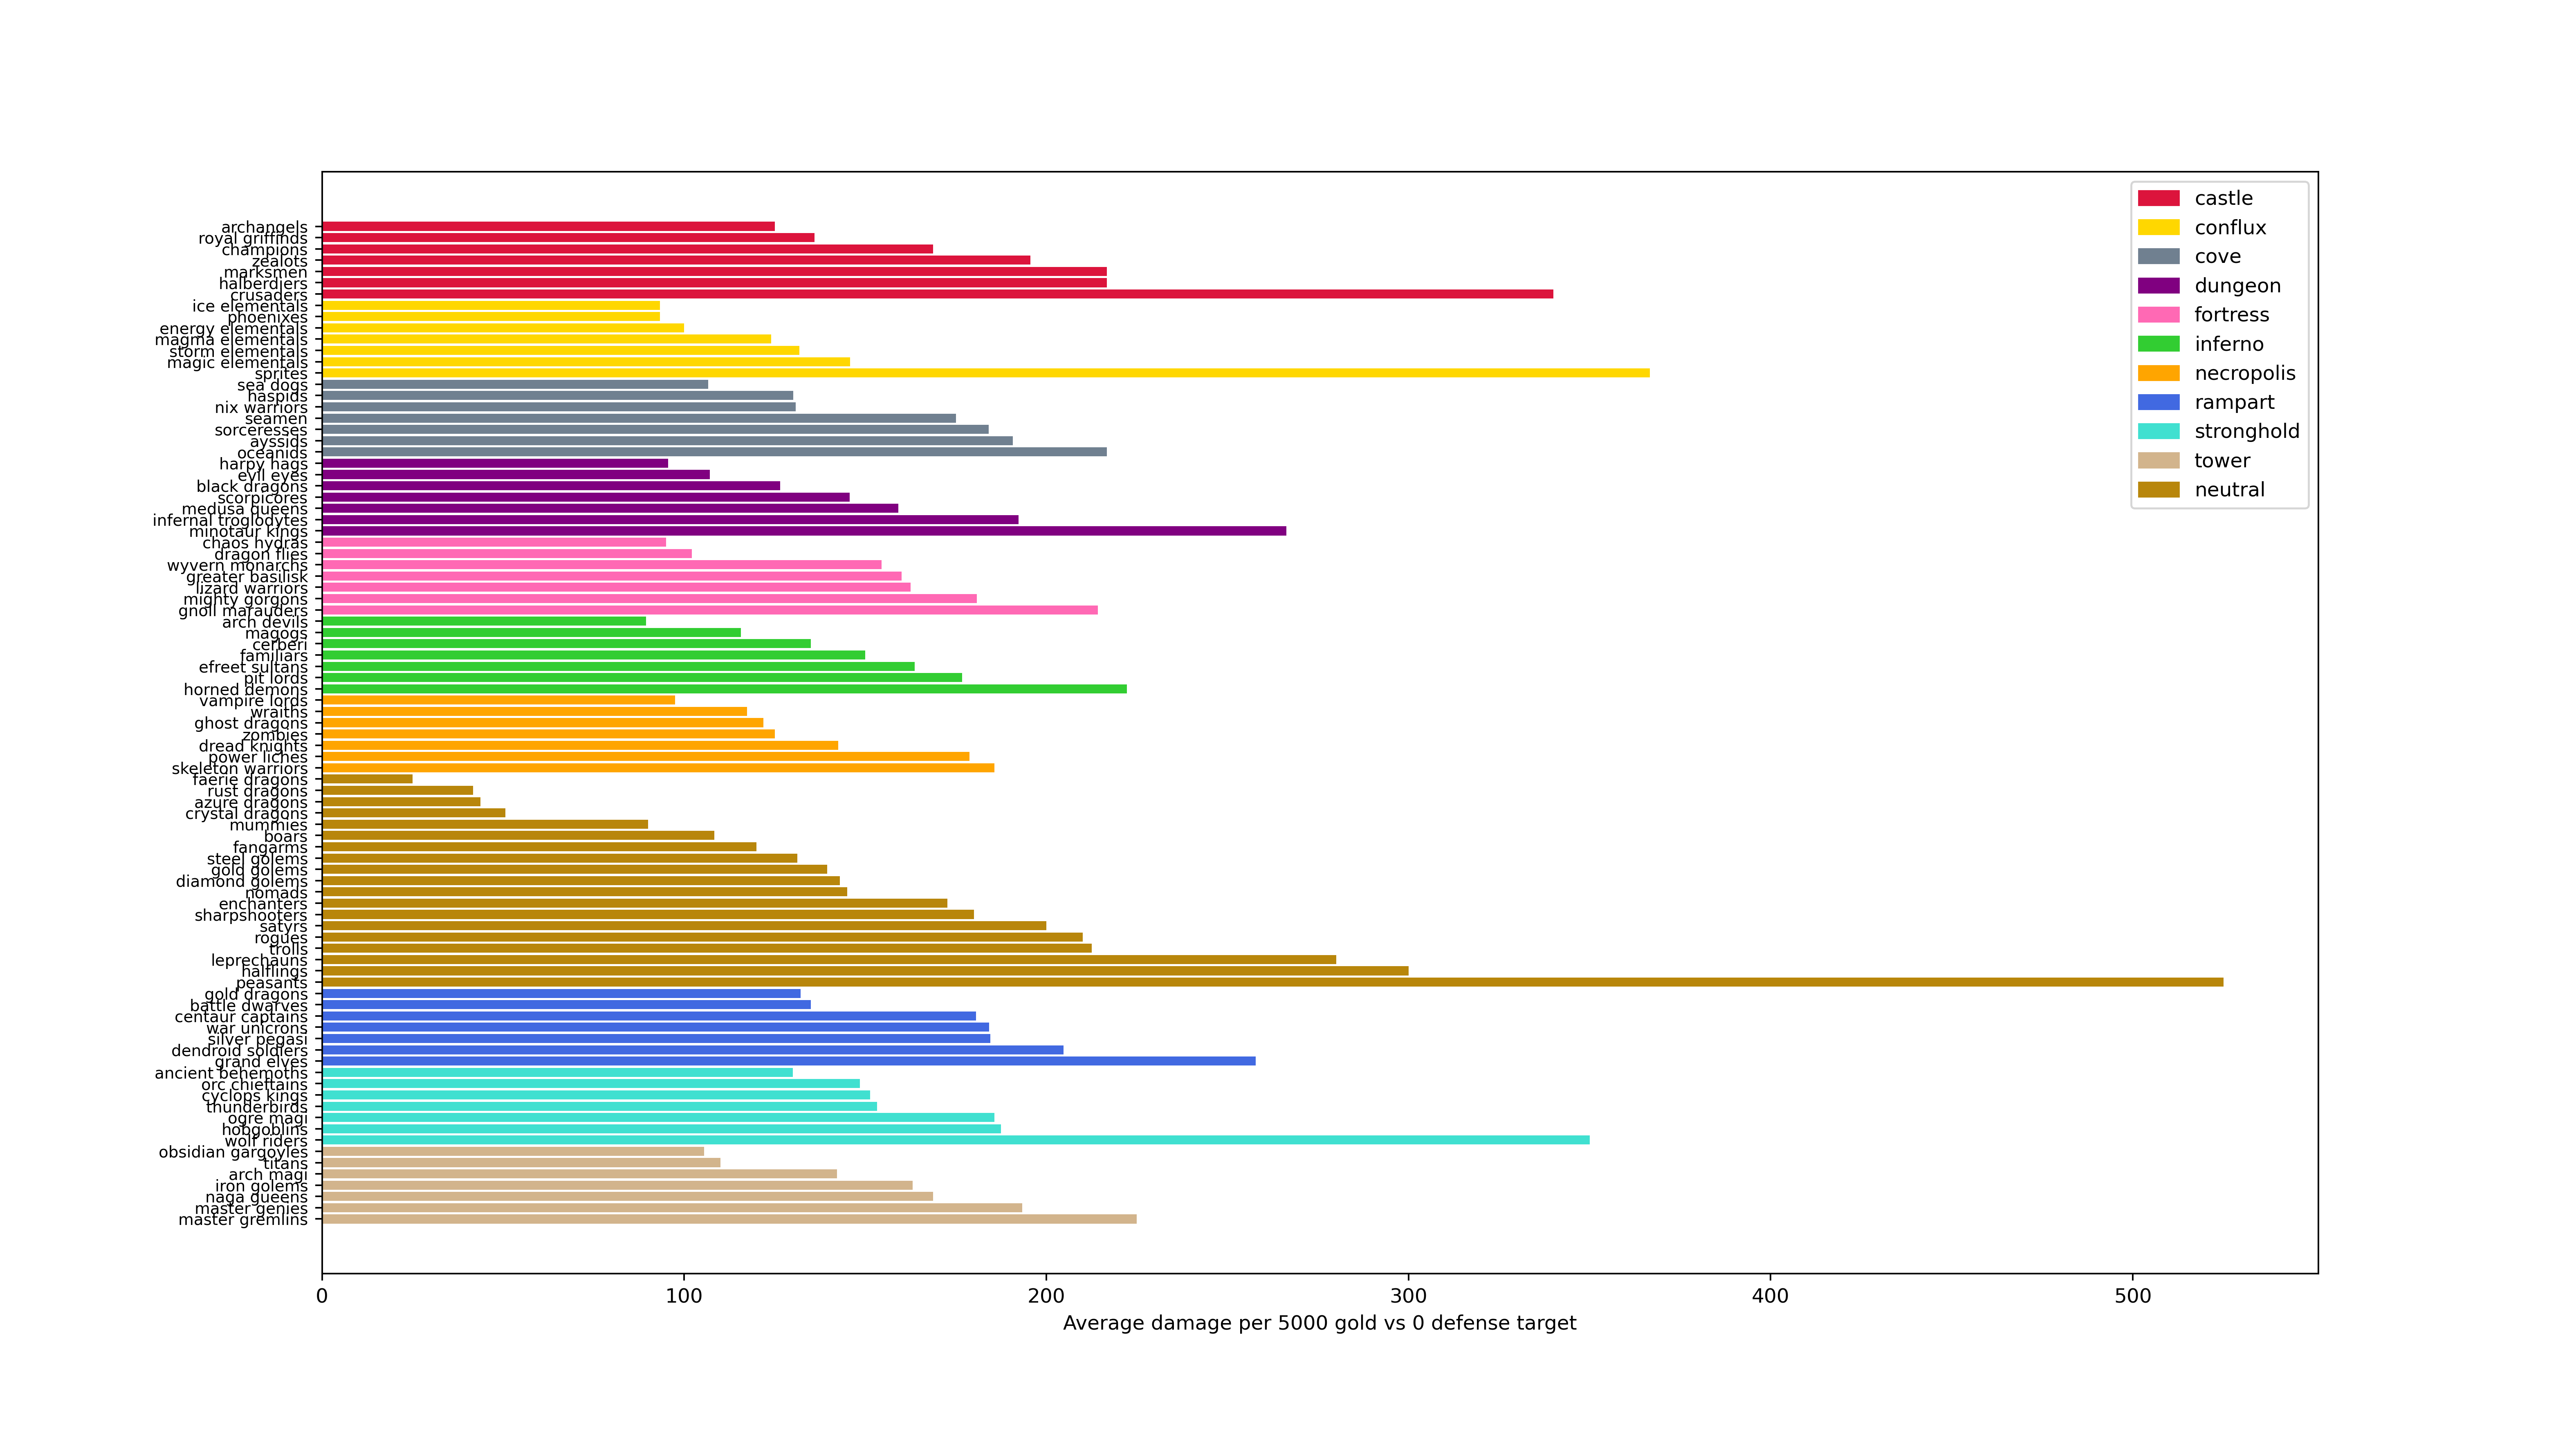 archangels
royal griffinds
champions
zealots
marksmen
halberdiers
crusaders
ice elementals
phoenixes
energy elementals
magma elementals
storm elementals
magic elementals
sprites
sea dogs
haspids
nix warriors
seamen
sorceresses
ayssids
oceanids
harpy hags
evil eyes
black dragons
scorpicores
medusa queens
infernal troglodytes
minotaur kings
chaos hydras
dragon flies
wyvern monarchs
greater basilisk
lizard warriors
mighty gorgons
gnoll marauders
arch devils
magogs
cerberi
familiars
efreet sultans
pit lords
horned demons
vampire lords
wraiths
ghost dragons
zombies
dread knights
power liches
skeleton warriors
faerie dragons
rust dragons
azure dragons
crystal dragons
mummies
boars
fangarms
steel golems
gold golems
diamond golems
nomads
enchanters
sharpshooters
satyrs
rogues
trolls
leprechauns
halflings
peasants
gold dragons
battle dwarves
centaur captains
war unicrons
silver pegasi
dendroid soldiers
grand elves
ancient behemoths
orc chieftains
cyclops kings
thunderbirds
ogre magi
hobgoblins
wolf riders
obsidian gargoyles
titans
arch magi
iron golems
naga queens
master genies
master gremlins
0 100 200 300 400 500
Average damage per 5000 gold vs 0 defense target
castle
conflux
cove
dungeon
fortress
inferno
necropolis
rampart
stronghold
tower
neutral